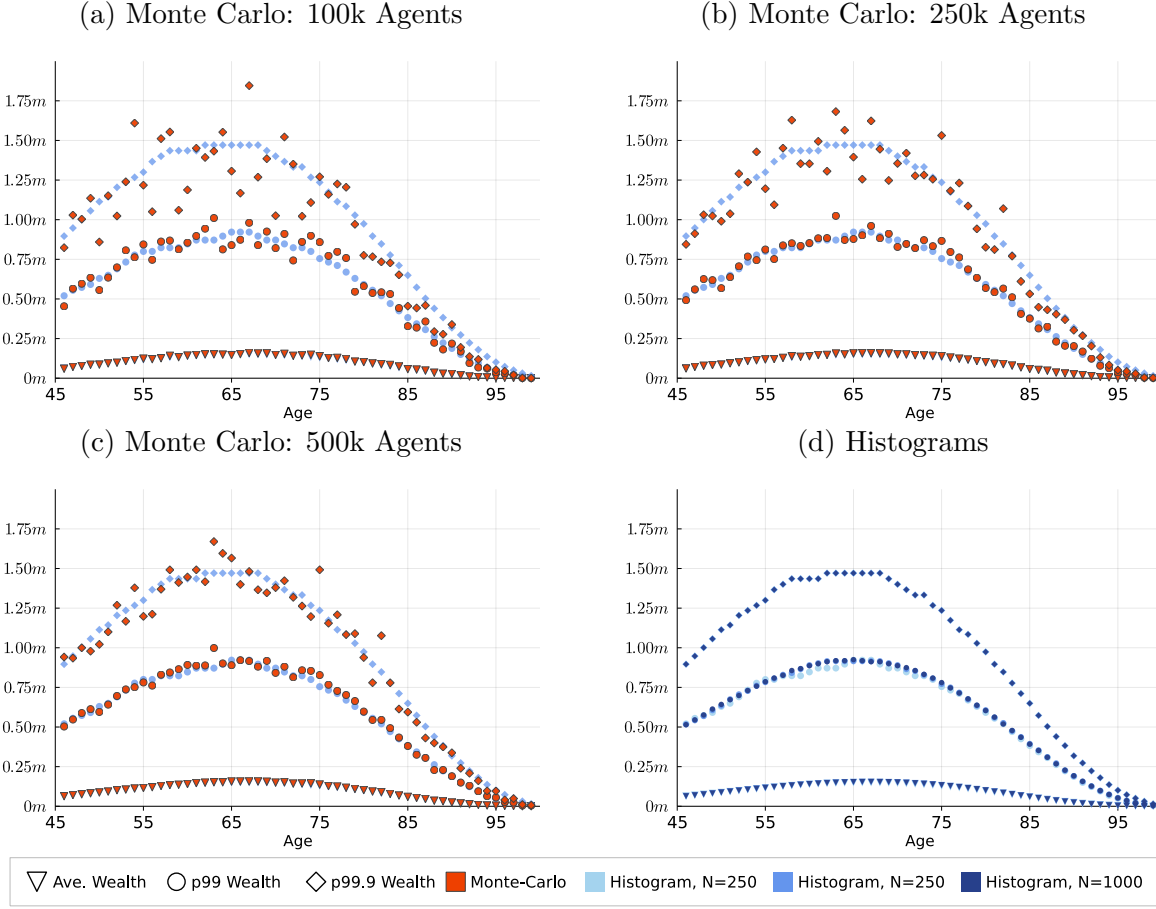 (a) Monte Carlo: 100k Agents
1.75m
1.50m
1.25m
1.00m
0.75m
0.50m
0.25m
0m
45 55 65 75 85 95
Age
(b) Monte Carlo: 250k Agents
1.75m
1.50m
1.25m
1.00m
0.75m
0.50m
0.25m
0m
45 55 65 75 85 95
Age
(c) Monte Carlo: 500k Agents
1.75m
1.50m
1.25m
1.00m
0.75m
0.50m
0.25m
0m
45 55 65 75 85 95
Age
(d) Histograms
1.75m
1.50m
1.25m
1.00m
0.75m
0.50m
0.25m
0m
45 55 65 75 85 95
Age
Ave. Wealth p99 Wealth p99.9 Wealth Monte-Carlo Histogram, N=250 Histogram, N=250 Histogram, N=1000